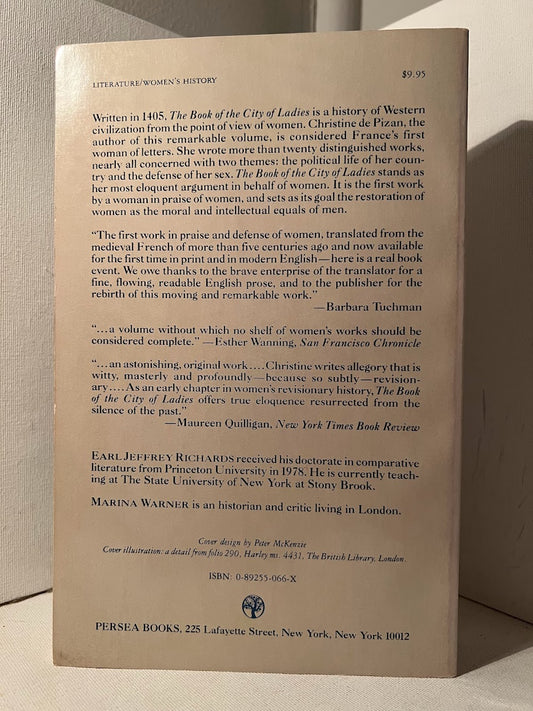 LITERATURE/WOMEN'S HISTORY $9.95
Written in 1405, The Book of the City of Ladies is a history of Western
civilization from the point of view of women. Christine de Pizan, the
author of this remarkable volume, is considered France's first
woman of letters. She wrote more than twenty distinguished works,
nearly all concerned with two themes: the political life of her coun-
try and the defense of her sex. The Book of the City of Ladies stands as
her most eloquent argument in behalf of women. It is the first work
by a woman in praise of women, and sets as its goal the restoration of
women as the moral and intellectual equals of men.
"The first work in praise and defense of women, translated from the
medieval French of more than five centuries ago and now available
for the first time in print and in modern English—here is a real book
event. We owe thanks to the brave enterprise of the translator for a
fine, flowing, readable English prose, and to the publisher for the
rebirth of this moving and remarkable work."
—Barbara Tuchman
"...a volume without which no shelf of women's works should be
considered complete." —Esther Wanning, San Francisco Chronicle
"...an astonishing, original work....Christine writes allegory that is
witty, masterly and profoundly—because so subtly—revision-
ary....As an early chapter in women's revisionary history, The Book
of the City of Ladies offers true eloquence resurrected from the
silence of the past."
—Maureen Quilligan, New York Times Book Review
EARL JEFFREY RICHARDS received his doctorate in comparative
literature from Princeton University in 1978. He is currently teach-
ing at The State University of New York at Stony Brook.
MARINA WARNER is an historian and critic living in London.
Cover design by Peter McKenzie
Cover illustration: a detail from folio 290, Harley ms. 4431, The British Library, London.
ISBN: 0-89255-066-X
PERSEA BOOKS, 225 Lafayette Street, New York, New York 10012